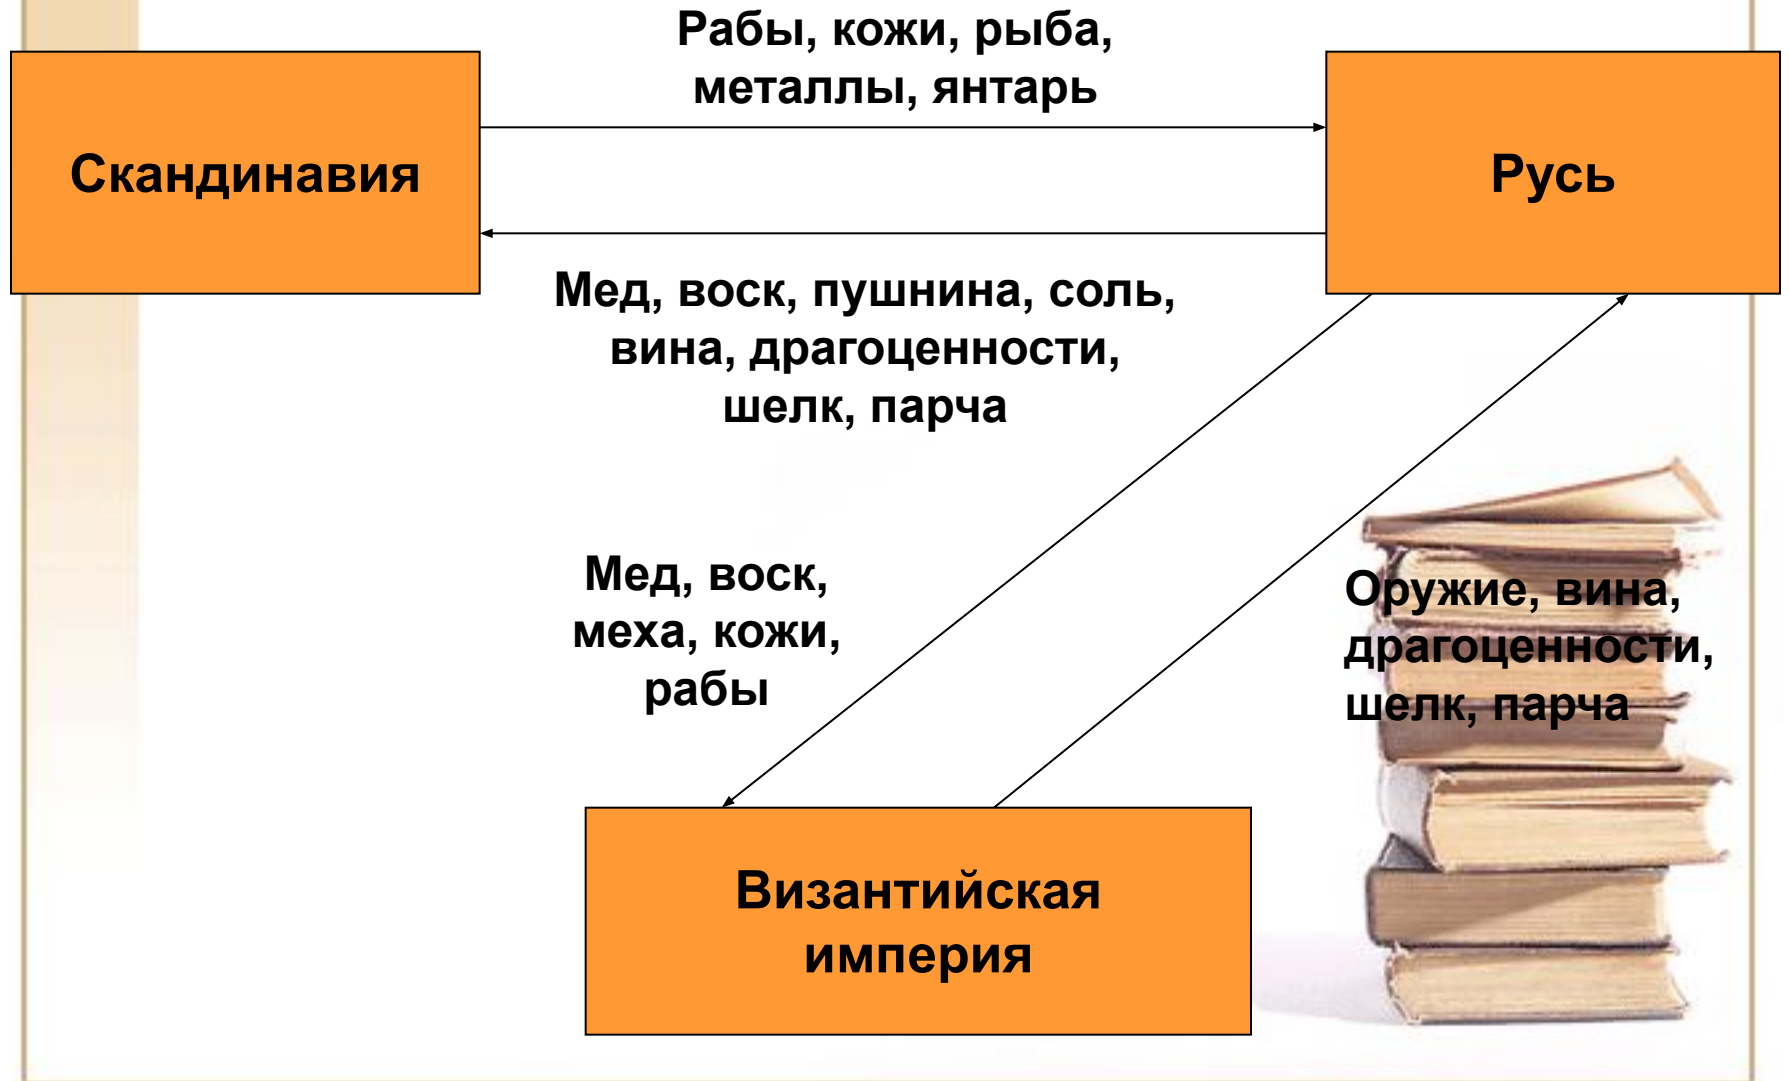 Рабы, кожи, рыба,
металлы, янтарь
Скандинавия
Русь
Мед, воск, пушнина, соль,
вина, драгоценности,
шелк, парча
Мед, воск,
меха, кожи,
рабы
Оружие, вина,
драгоценности,
шелк, парча
Византийская
империя